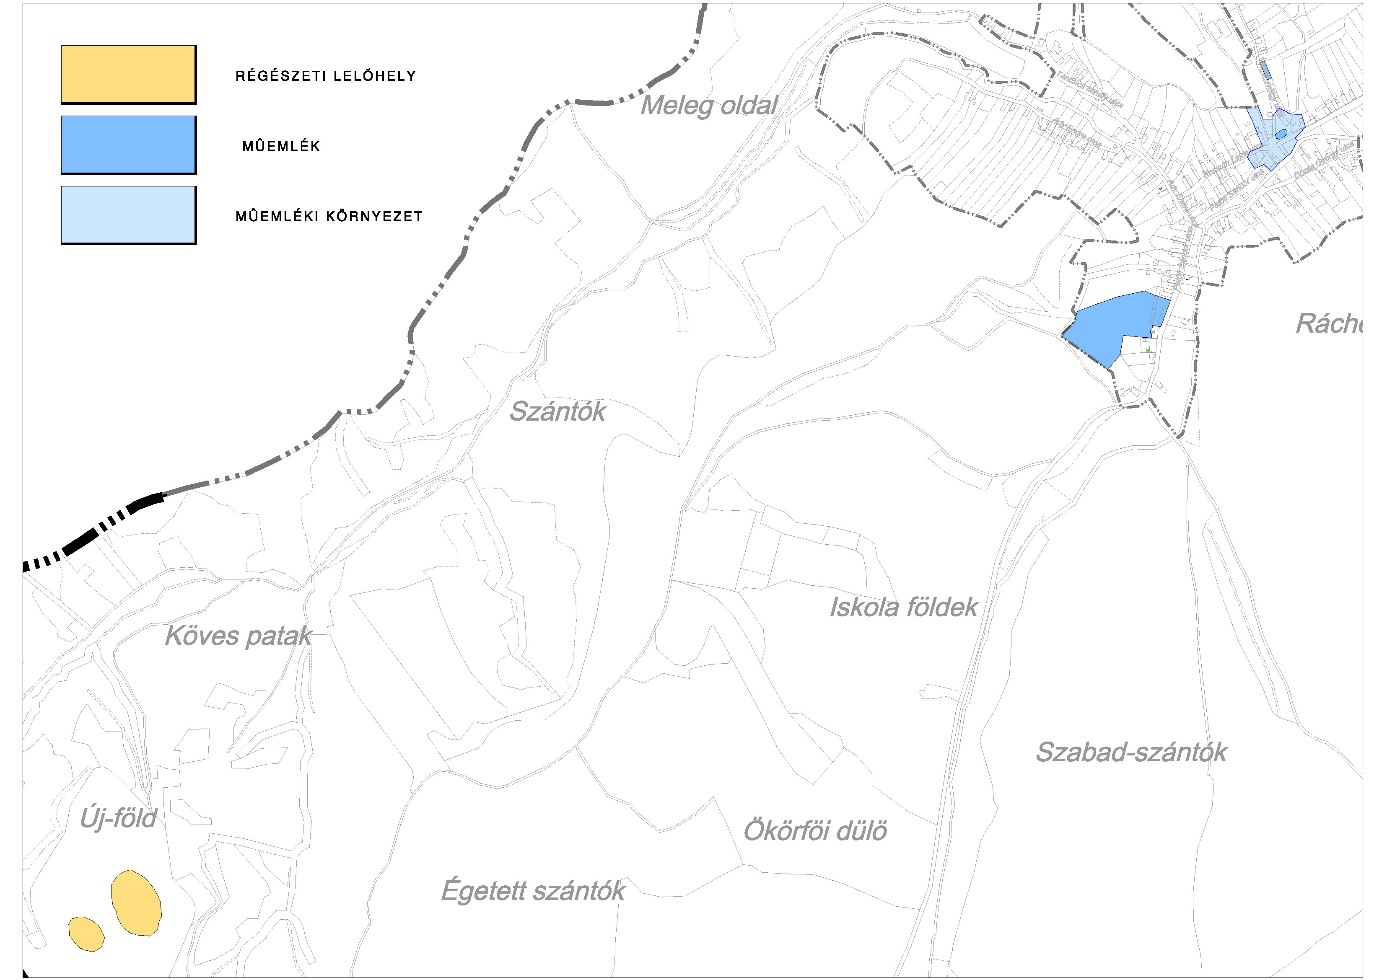 RÉGÉSZETI LELŐHELY
MÛEMLÉK
MÛEMLÉKI KÖRNYEZET
Meleg oldal
Szántók
Köves patak
Iskola földek
Szabad-szántók
Új-föld
Ökörföi dülö
Égetett szántók